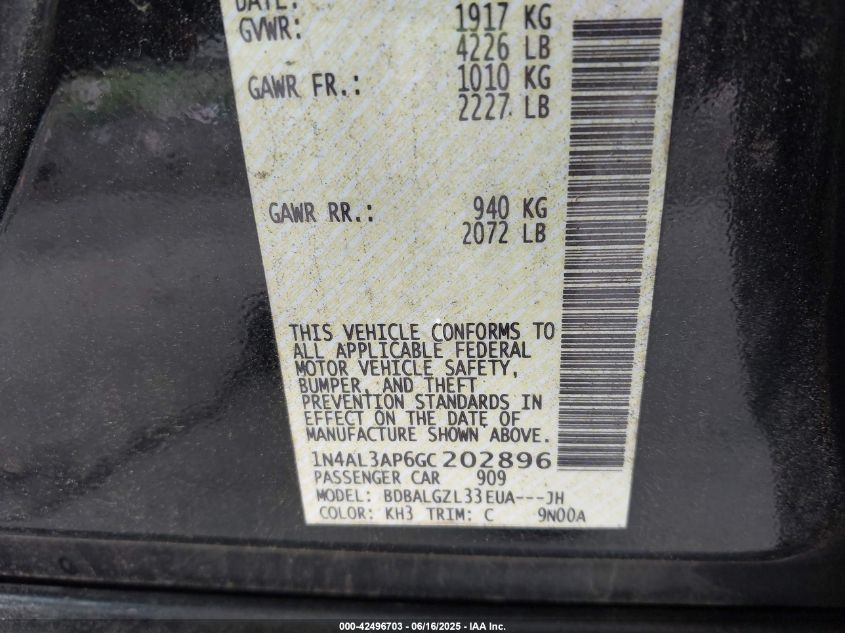 DATE:
GVWR: 1917 KG
4226 LB
GAWR FR.: 1010 KG
2227 LB
GAWR RR.: 940 KG
2072 LB
THIS VEHICLE CONFORMS TO
ALL APPLICABLE FEDERAL
MOTOR VEHICLE SAFETY,
BUMPER, AND THEFT
PREVENTION STANDARDS IN
EFFECT ON THE DATE OF
MANUFACTURE SHOWN ABOVE.
1N4AL3AP6GC202896
PASSENGER CAR 909
MODEL: BDBALGZL33EUA---JH
COLOR: KH3 TRIM: C 9N00A
000-42496703 - 06/16/2025 - IAA Inc.